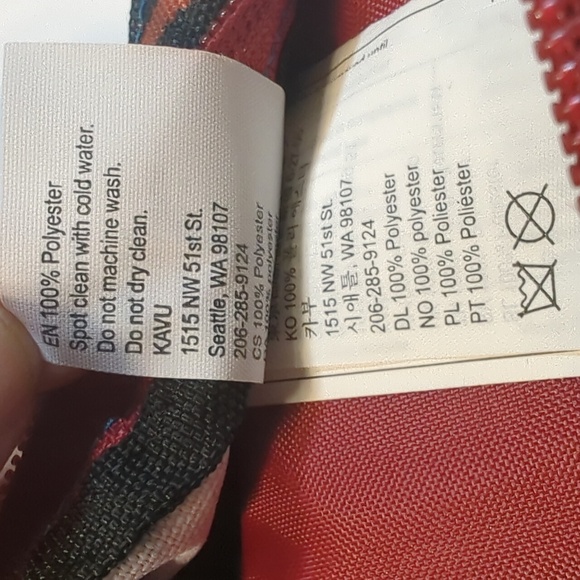 EN 100% Polyester
Spot clean with cold water.
Do not machine wash.
Do not dry clean.
KAVU
1515 NW 51st St.
Seattle, WA 98107
206-285-9124
CS 100% Polyester
KO 100%
카부
1515 NW 51st St.
시애틀, WA 98107
206-285-9124
DL 100% Polyester
NO 100% polyester
PL 100% Poliester
PT 100% Poliéster
until